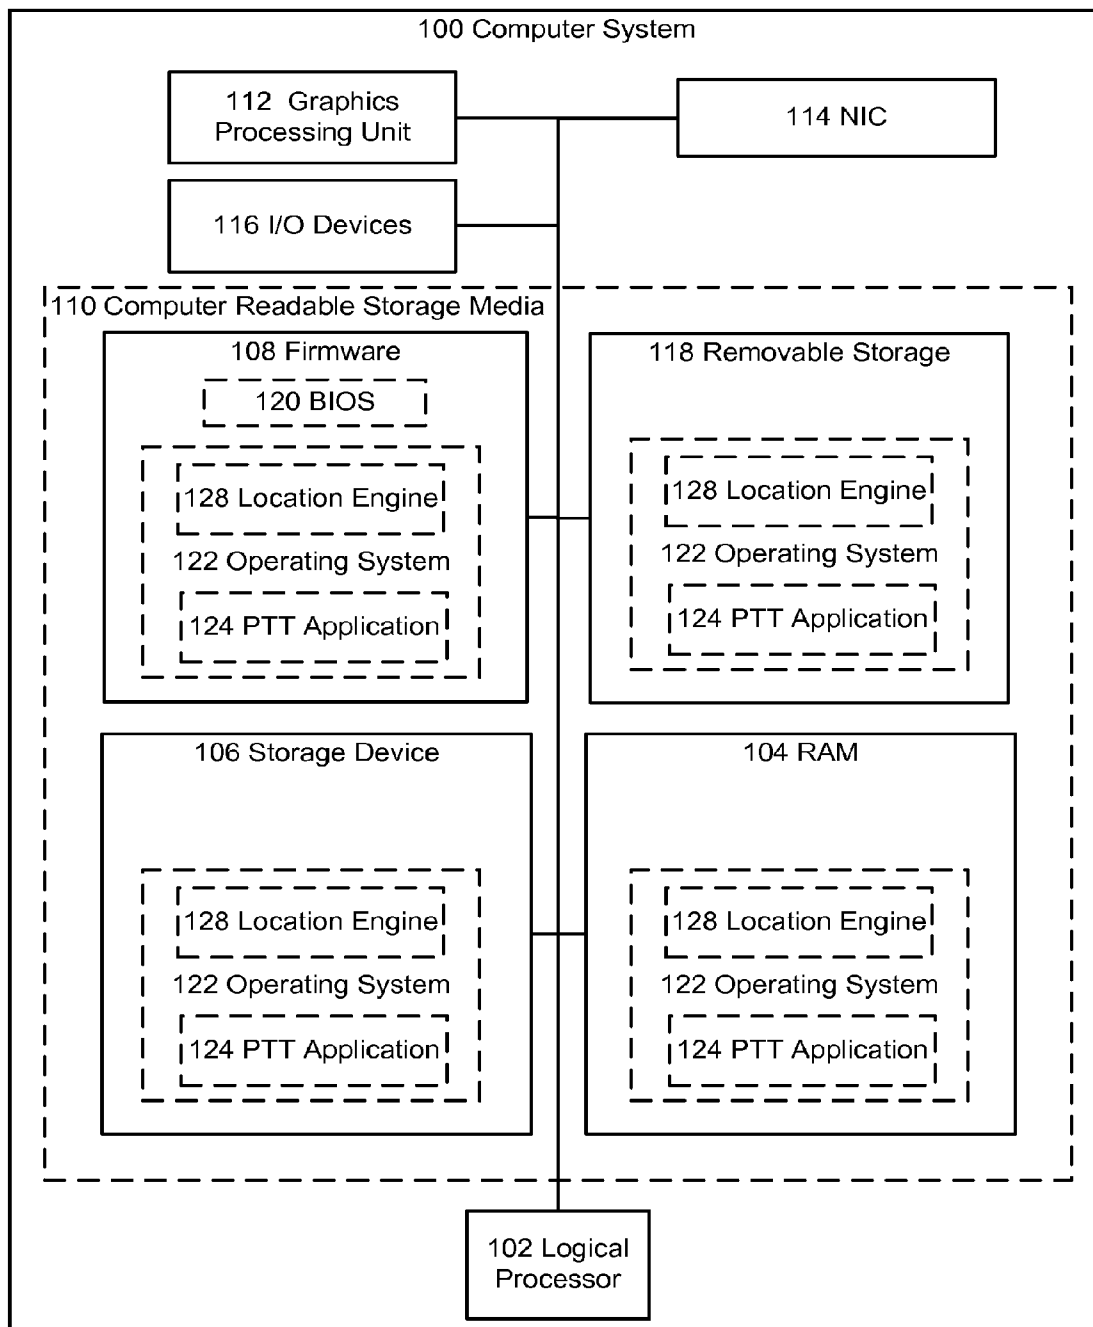 100 Computer System
112 Graphics
Processing Unit
114 NIC
116 I/O Devices
110 Computer Readable Storage Media
108 Firmware
120 BIOS
128 Location Engine
122 Operating System
124 PTT Application
118 Removable Storage
128 Location Engine
122 Operating System
124 PTT Application
106 Storage Device
128 Location Engine
122 Operating System
124 PTT Application
104 RAM
128 Location Engine
122 Operating System
124 PTT Application
102 Logical
Processor